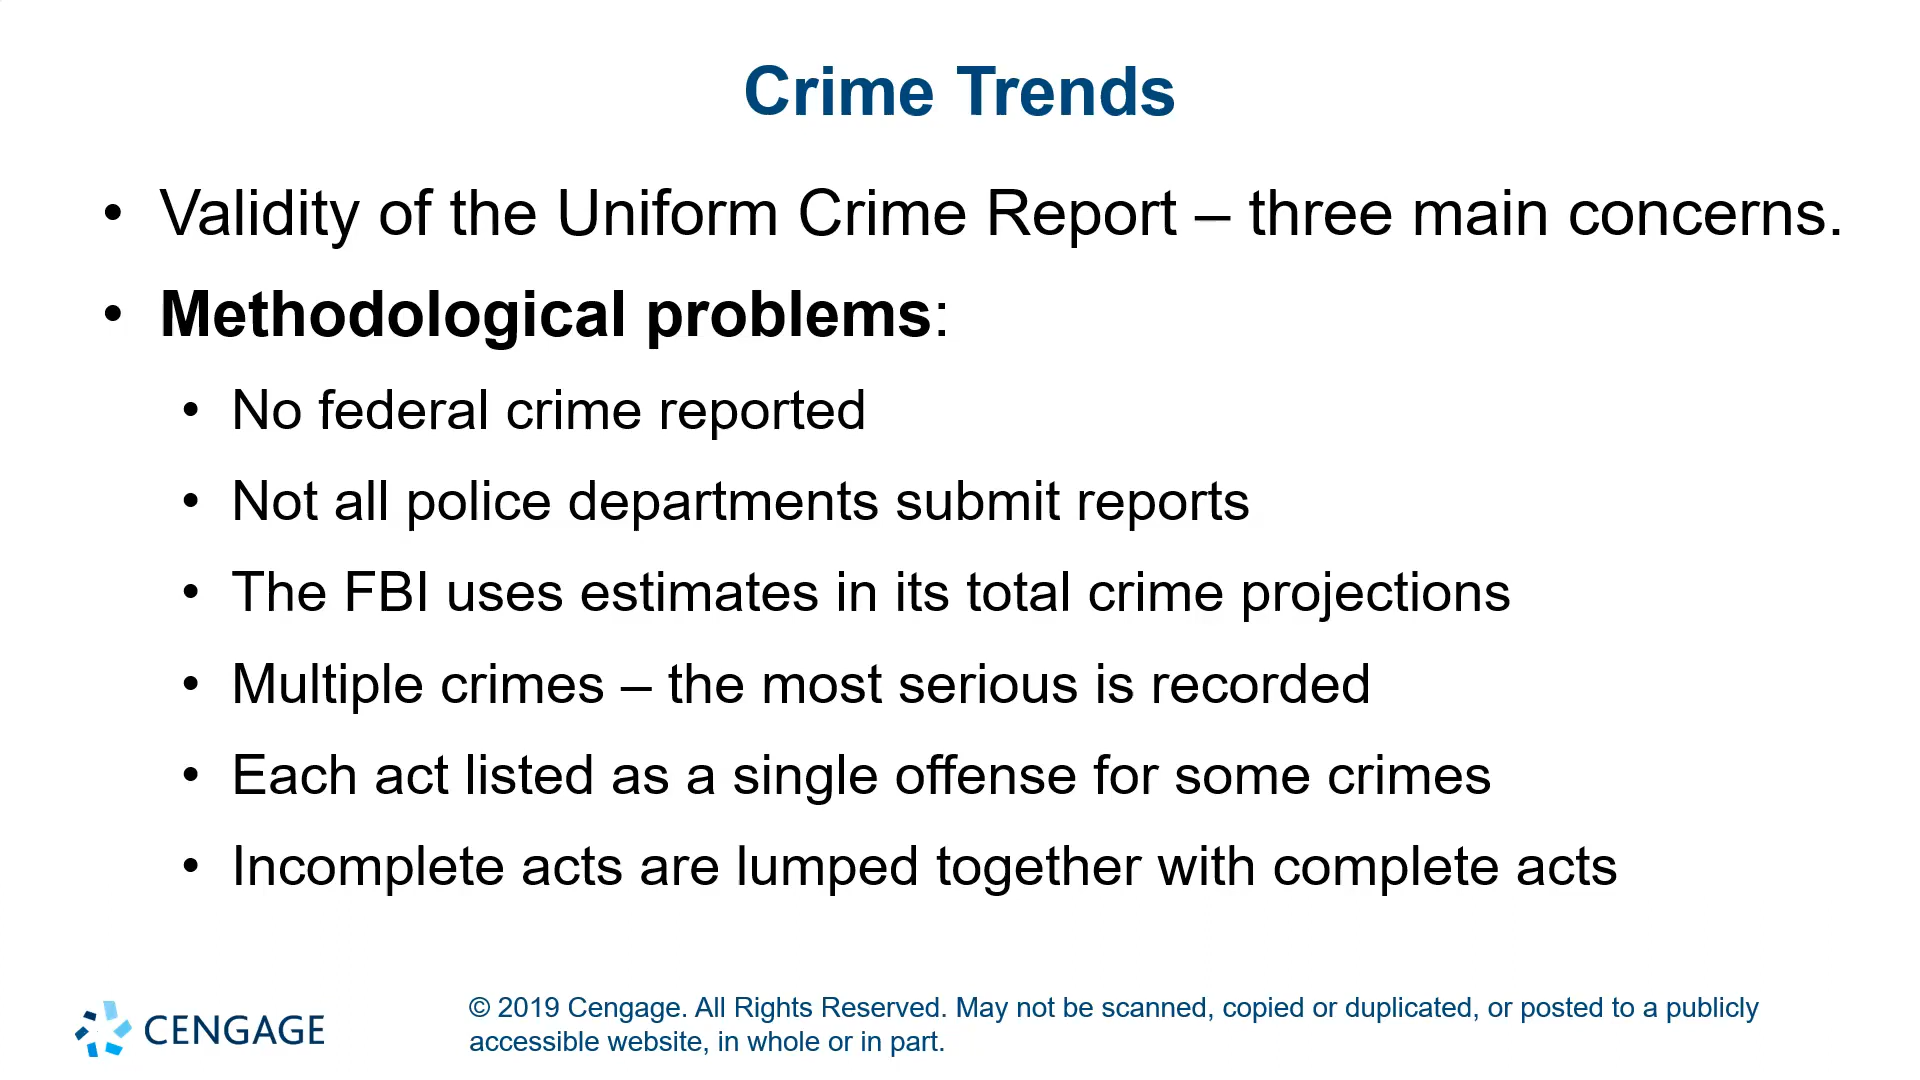 Crime Trends
• Validity of the Uniform Crime Report – three main concerns.
• Methodological problems:
• No federal crime reported
• Not all police departments submit reports
• The FBI uses estimates in its total crime projections
• Multiple crimes – the most serious is recorded
• Each act listed as a single offense for some crimes
• Incomplete acts are lumped together with complete acts
CENGAGE
© 2019 Cengage. All Rights Reserved. May not be scanned, copied or duplicated, or posted to a publicly
accessible website, in whole or in part.